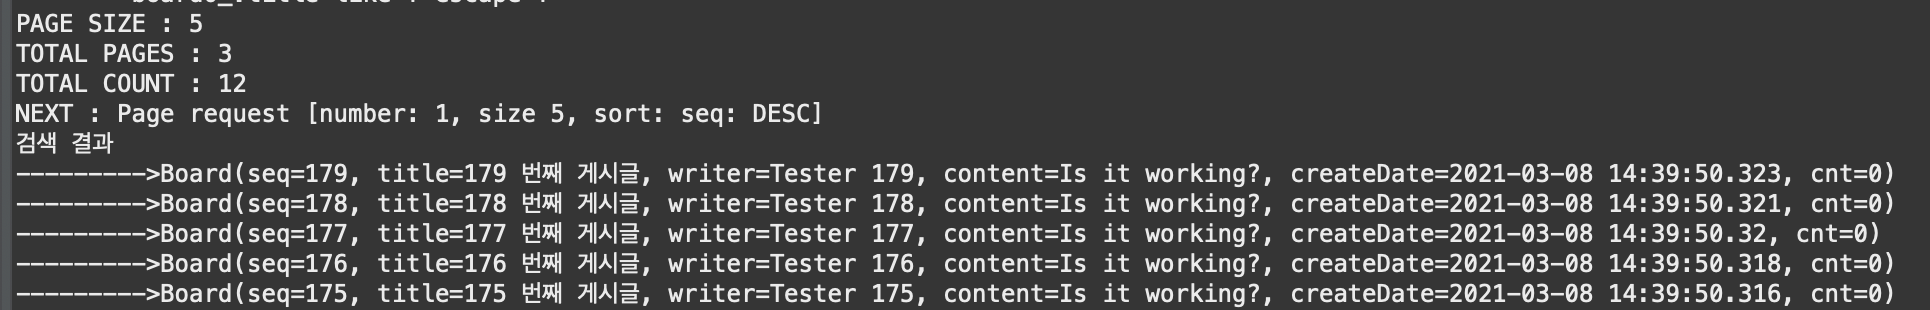 PAGE SIZE : 5
TOTAL PAGES : 3
TOTAL COUNT : 12
NEXT : Page request [number: 1, size 5, sort: seq: DESC]
검색 결과
--------->Board(seq=179, title=179 번째 게시글, writer=Tester 179, content=Is it working?, createDate=2021-03-08 14:39:50.323, cnt=0)
--------->Board(seq=178, title=178 번째 게시글, writer=Tester 178, content=Is it working?, createDate=2021-03-08 14:39:50.321, cnt=0)
--------->Board(seq=177, title=177 번째 게시글, writer=Tester 177, content=Is it working?, createDate=2021-03-08 14:39:50.32, cnt=0)
--------->Board(seq=176, title=176 번째 게시글, writer=Tester 176, content=Is it working?, createDate=2021-03-08 14:39:50.318, cnt=0)
--------->Board(seq=175, title=175 번째 게시글, writer=Tester 175, content=Is it working?, createDate=2021-03-08 14:39:50.316, cnt=0)